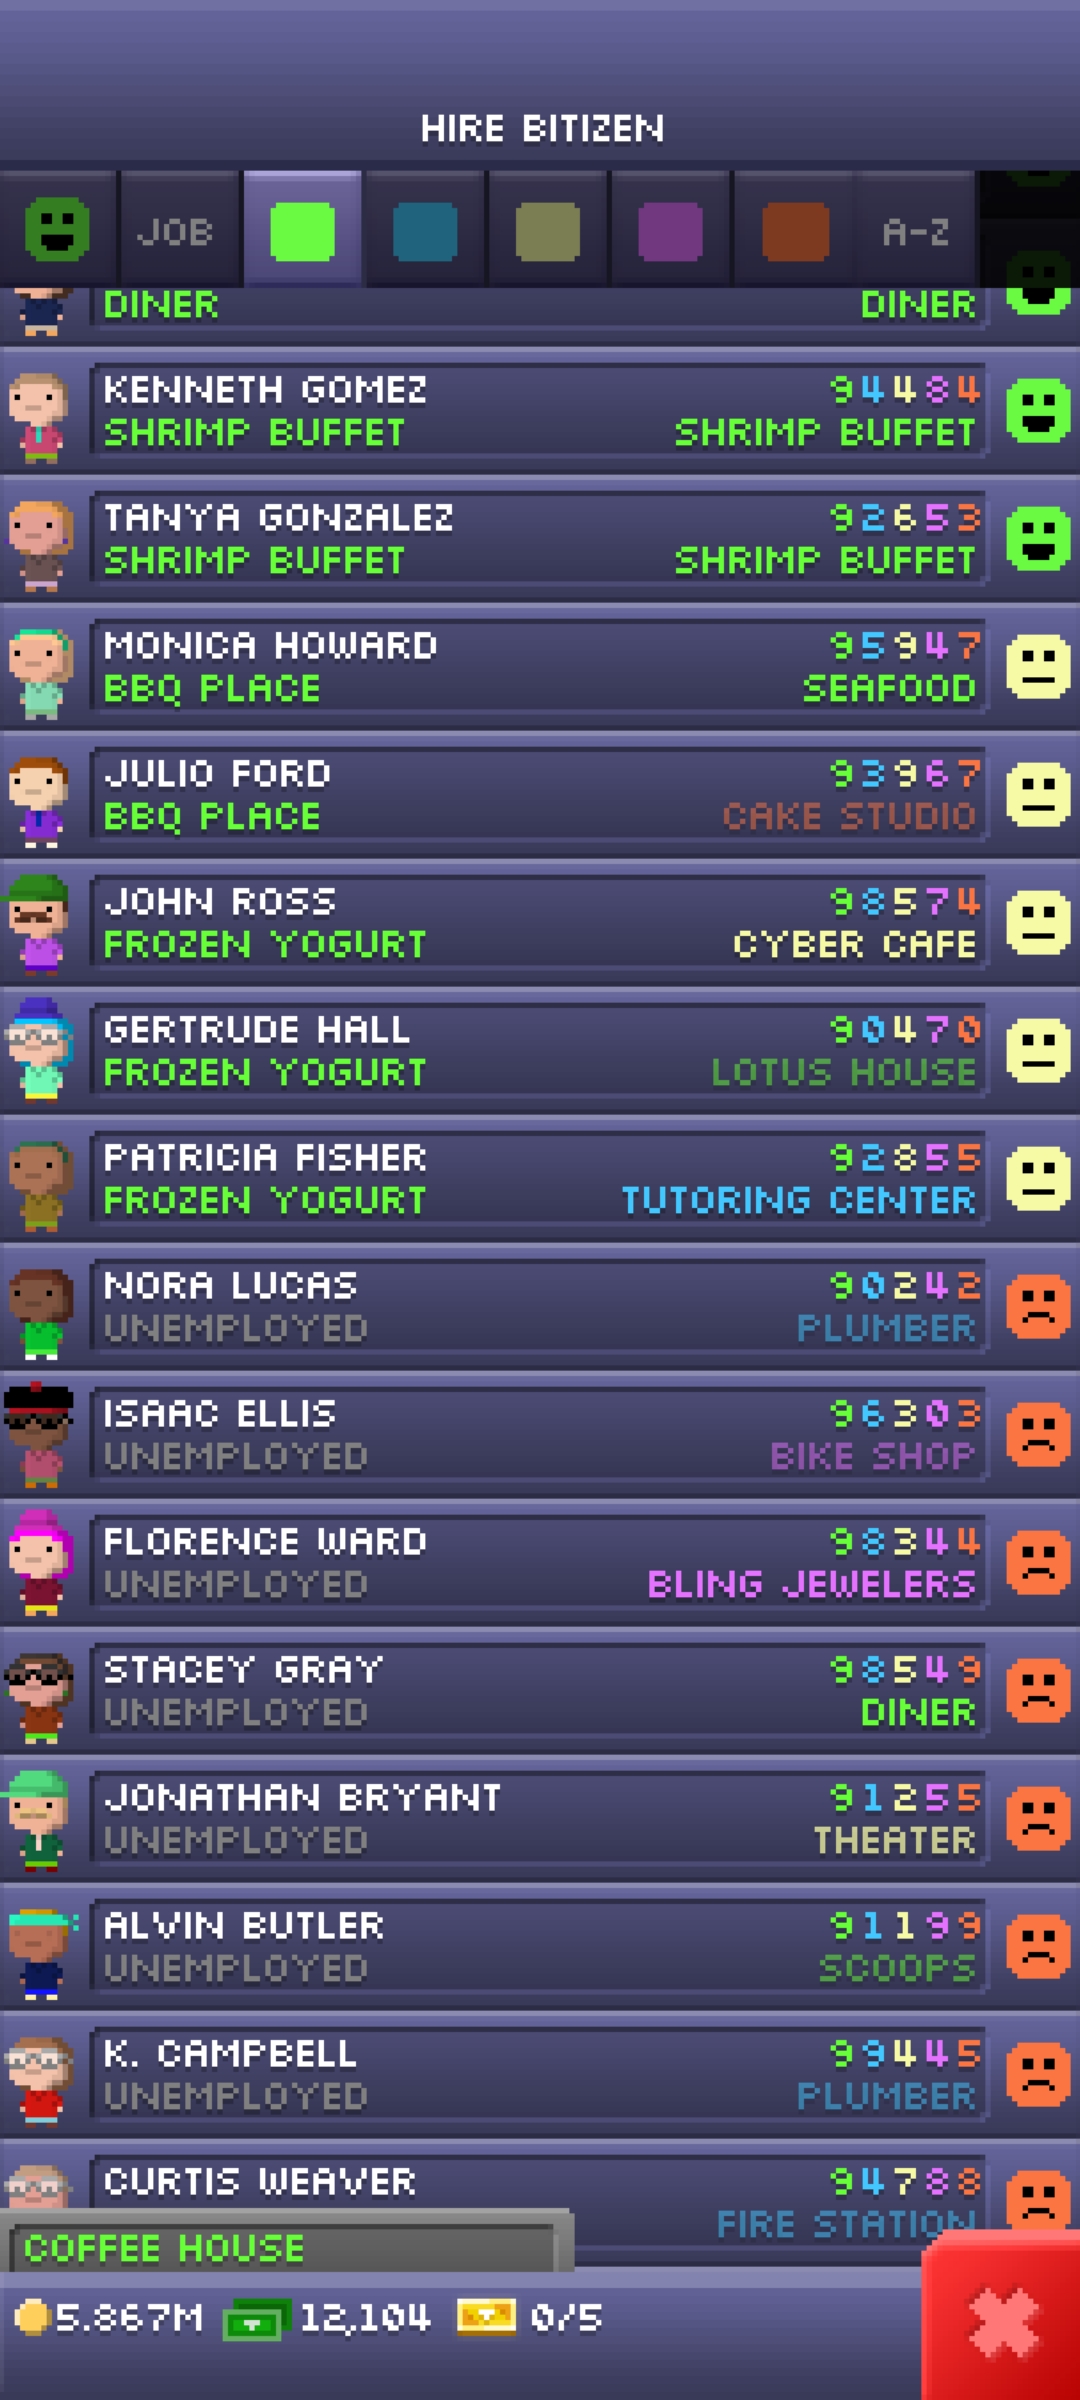 HIRE BITIZEN
JOB A-Z
DINER DINER
KENNETH GOMEZ 94484
SHRIMP BUFFET SHRIMP BUFFET
TANYA GONZALEZ 92653
SHRIMP BUFFET SHRIMP BUFFET
MONICA HOWARD 95947
BBQ PLACE SEAFOOD
JULIO FORD 93967
BBQ PLACE CAKE STUDIO
JOHN ROSS 98574
FROZEN YOGURT CYBER CAFE
GERTRUDE HALL 90470
FROZEN YOGURT LOTUS HOUSE
PATRICIA FISHER 92855
FROZEN YOGURT TUTORING CENTER
NORA LUCAS 90242
UNEMPLOYED PLUMBER
ISAAC ELLIS 96303
UNEMPLOYED BIKE SHOP
FLORENCE WARD 98344
UNEMPLOYED BLING JEWELERS
STACEY GRAY 98549
UNEMPLOYED DINER
JONATHAN BRYANT 91255
UNEMPLOYED THEATER
ALVIN BUTLER 91199
UNEMPLOYED SCOOPS
K. CAMPBELL 99445
UNEMPLOYED PLUMBER
CURTIS WEAVER 94788
FIRE STATION
COFFEE HOUSE
5.867M 12,104 0/5